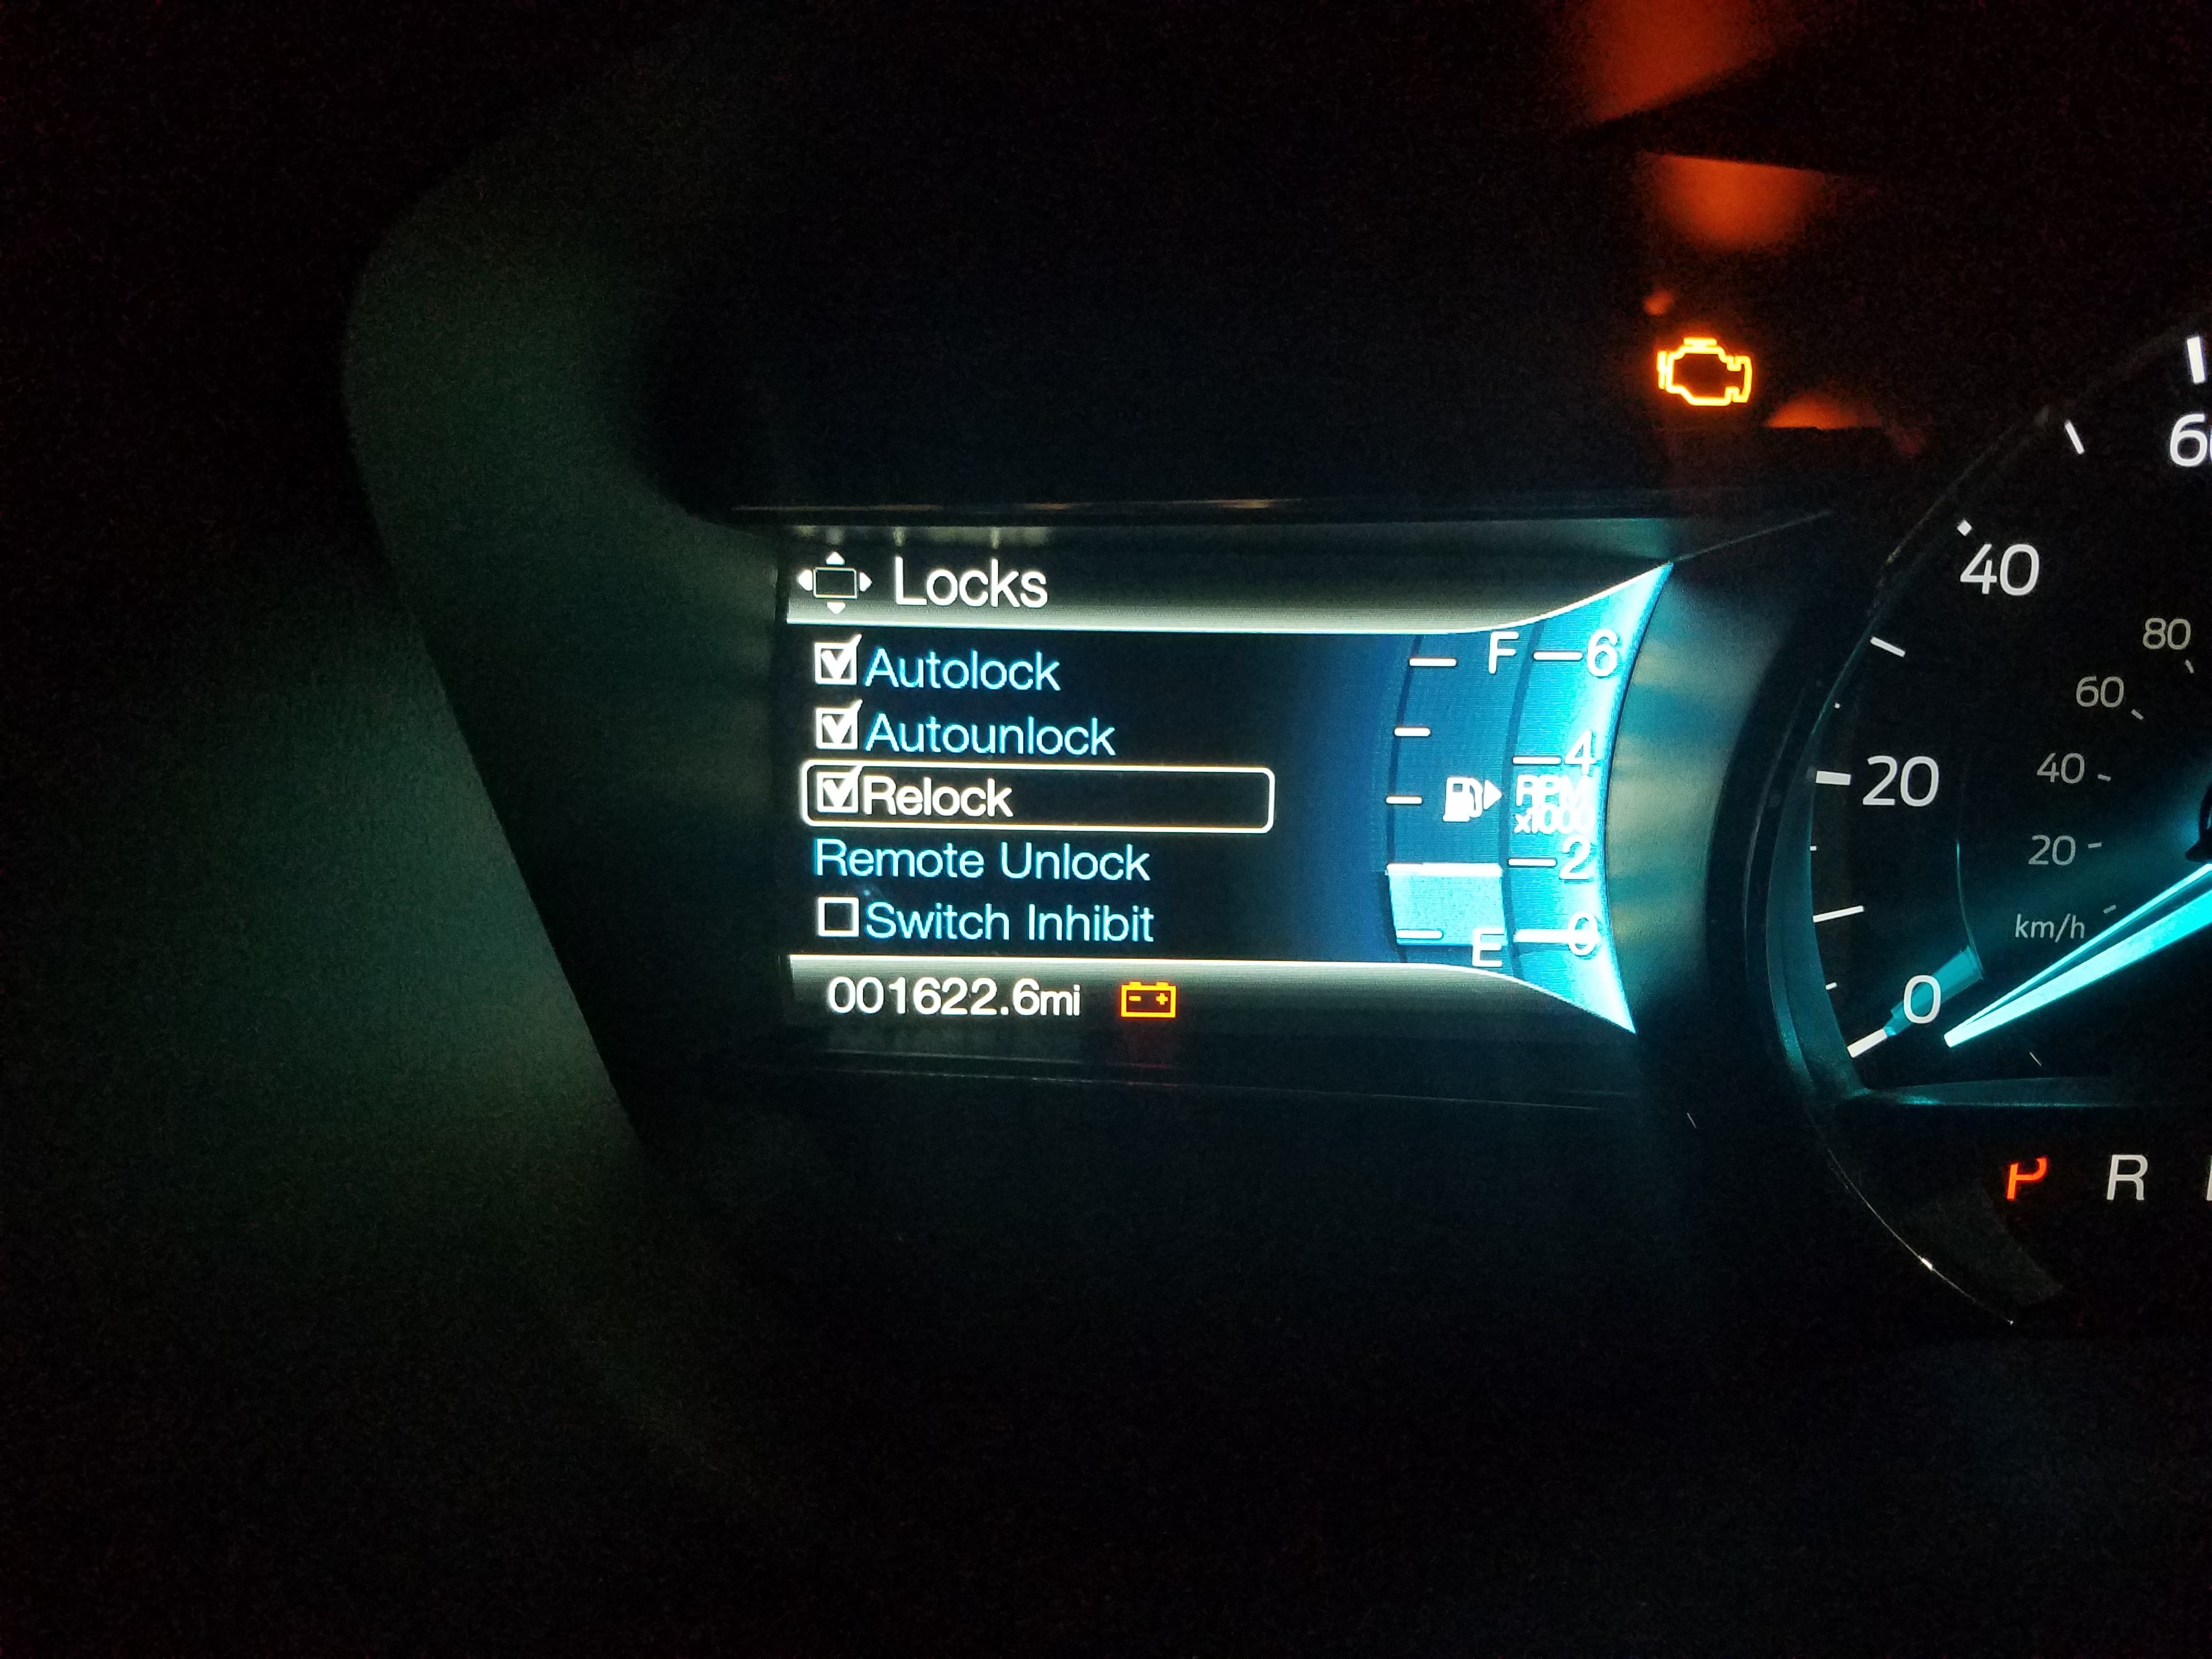 Locks
Autolock
Autounlock
Relock
Remote Unlock
Switch Inhibit
001622.6mi
F
E
6
4
RPM
x1000
2
0
40
20
0
80
60
40
20
km/h
P R